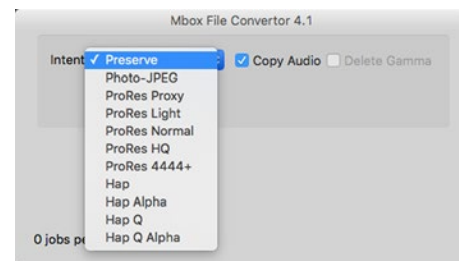 Mbox File Convertor 4.1
Intent ✓ Preserve Copy Audio Delete Gamma
Photo-JPEG
ProRes Proxy
ProRes Light
ProRes Normal
ProRes HQ
ProRes 4444+
Hap
Hap Alpha
Hap Q
Hap Q Alpha
0 jobs pe